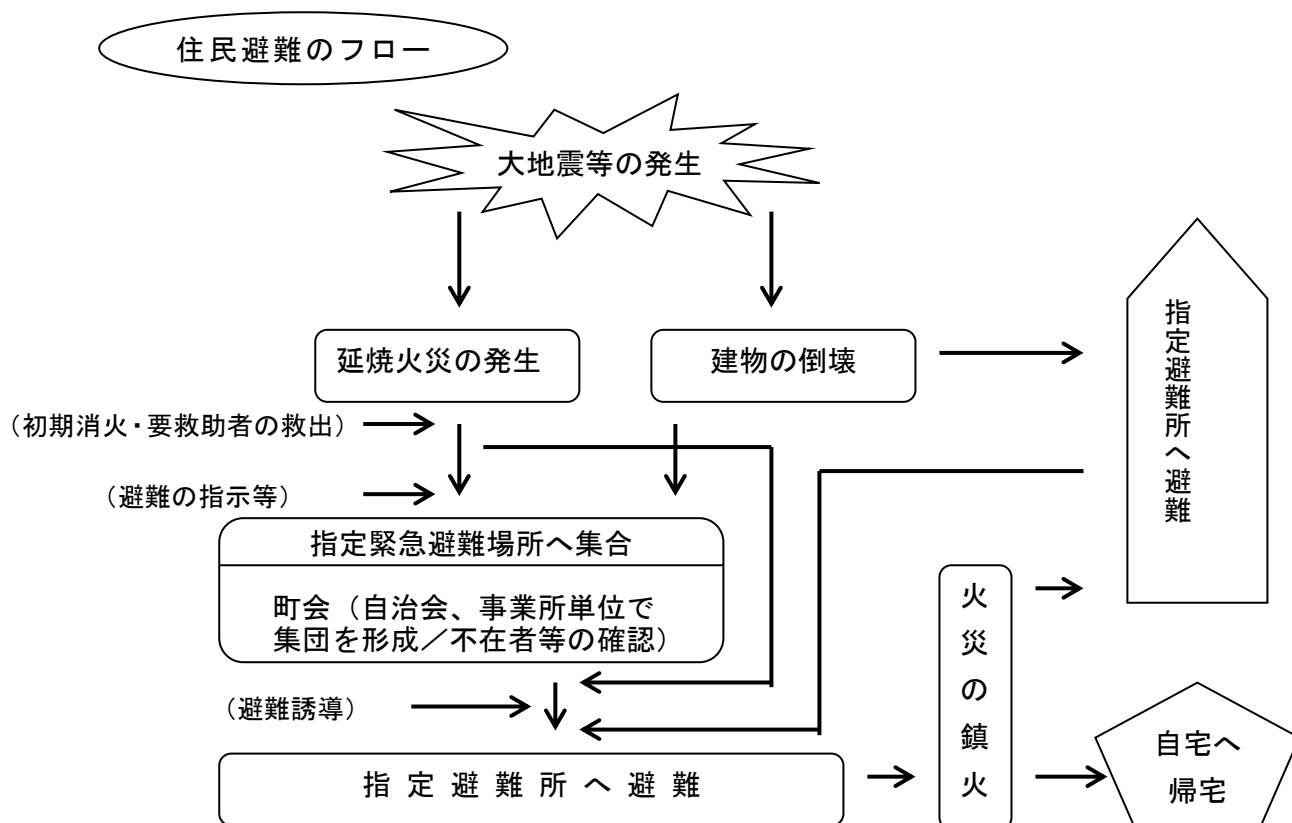 住民避難のフロー
大地震等の発生
延焼火災の発生
建物の倒壊
指定避難所へ避難
（初期消火・要救助者の救出）
（避難の指示等）
指定緊急避難場所へ集合
町会（自治会、事業所単位で
集団を形成／不在者等の確認）
（避難誘導）
指定避難所へ避難
火災の鎮火
自宅へ
帰宅